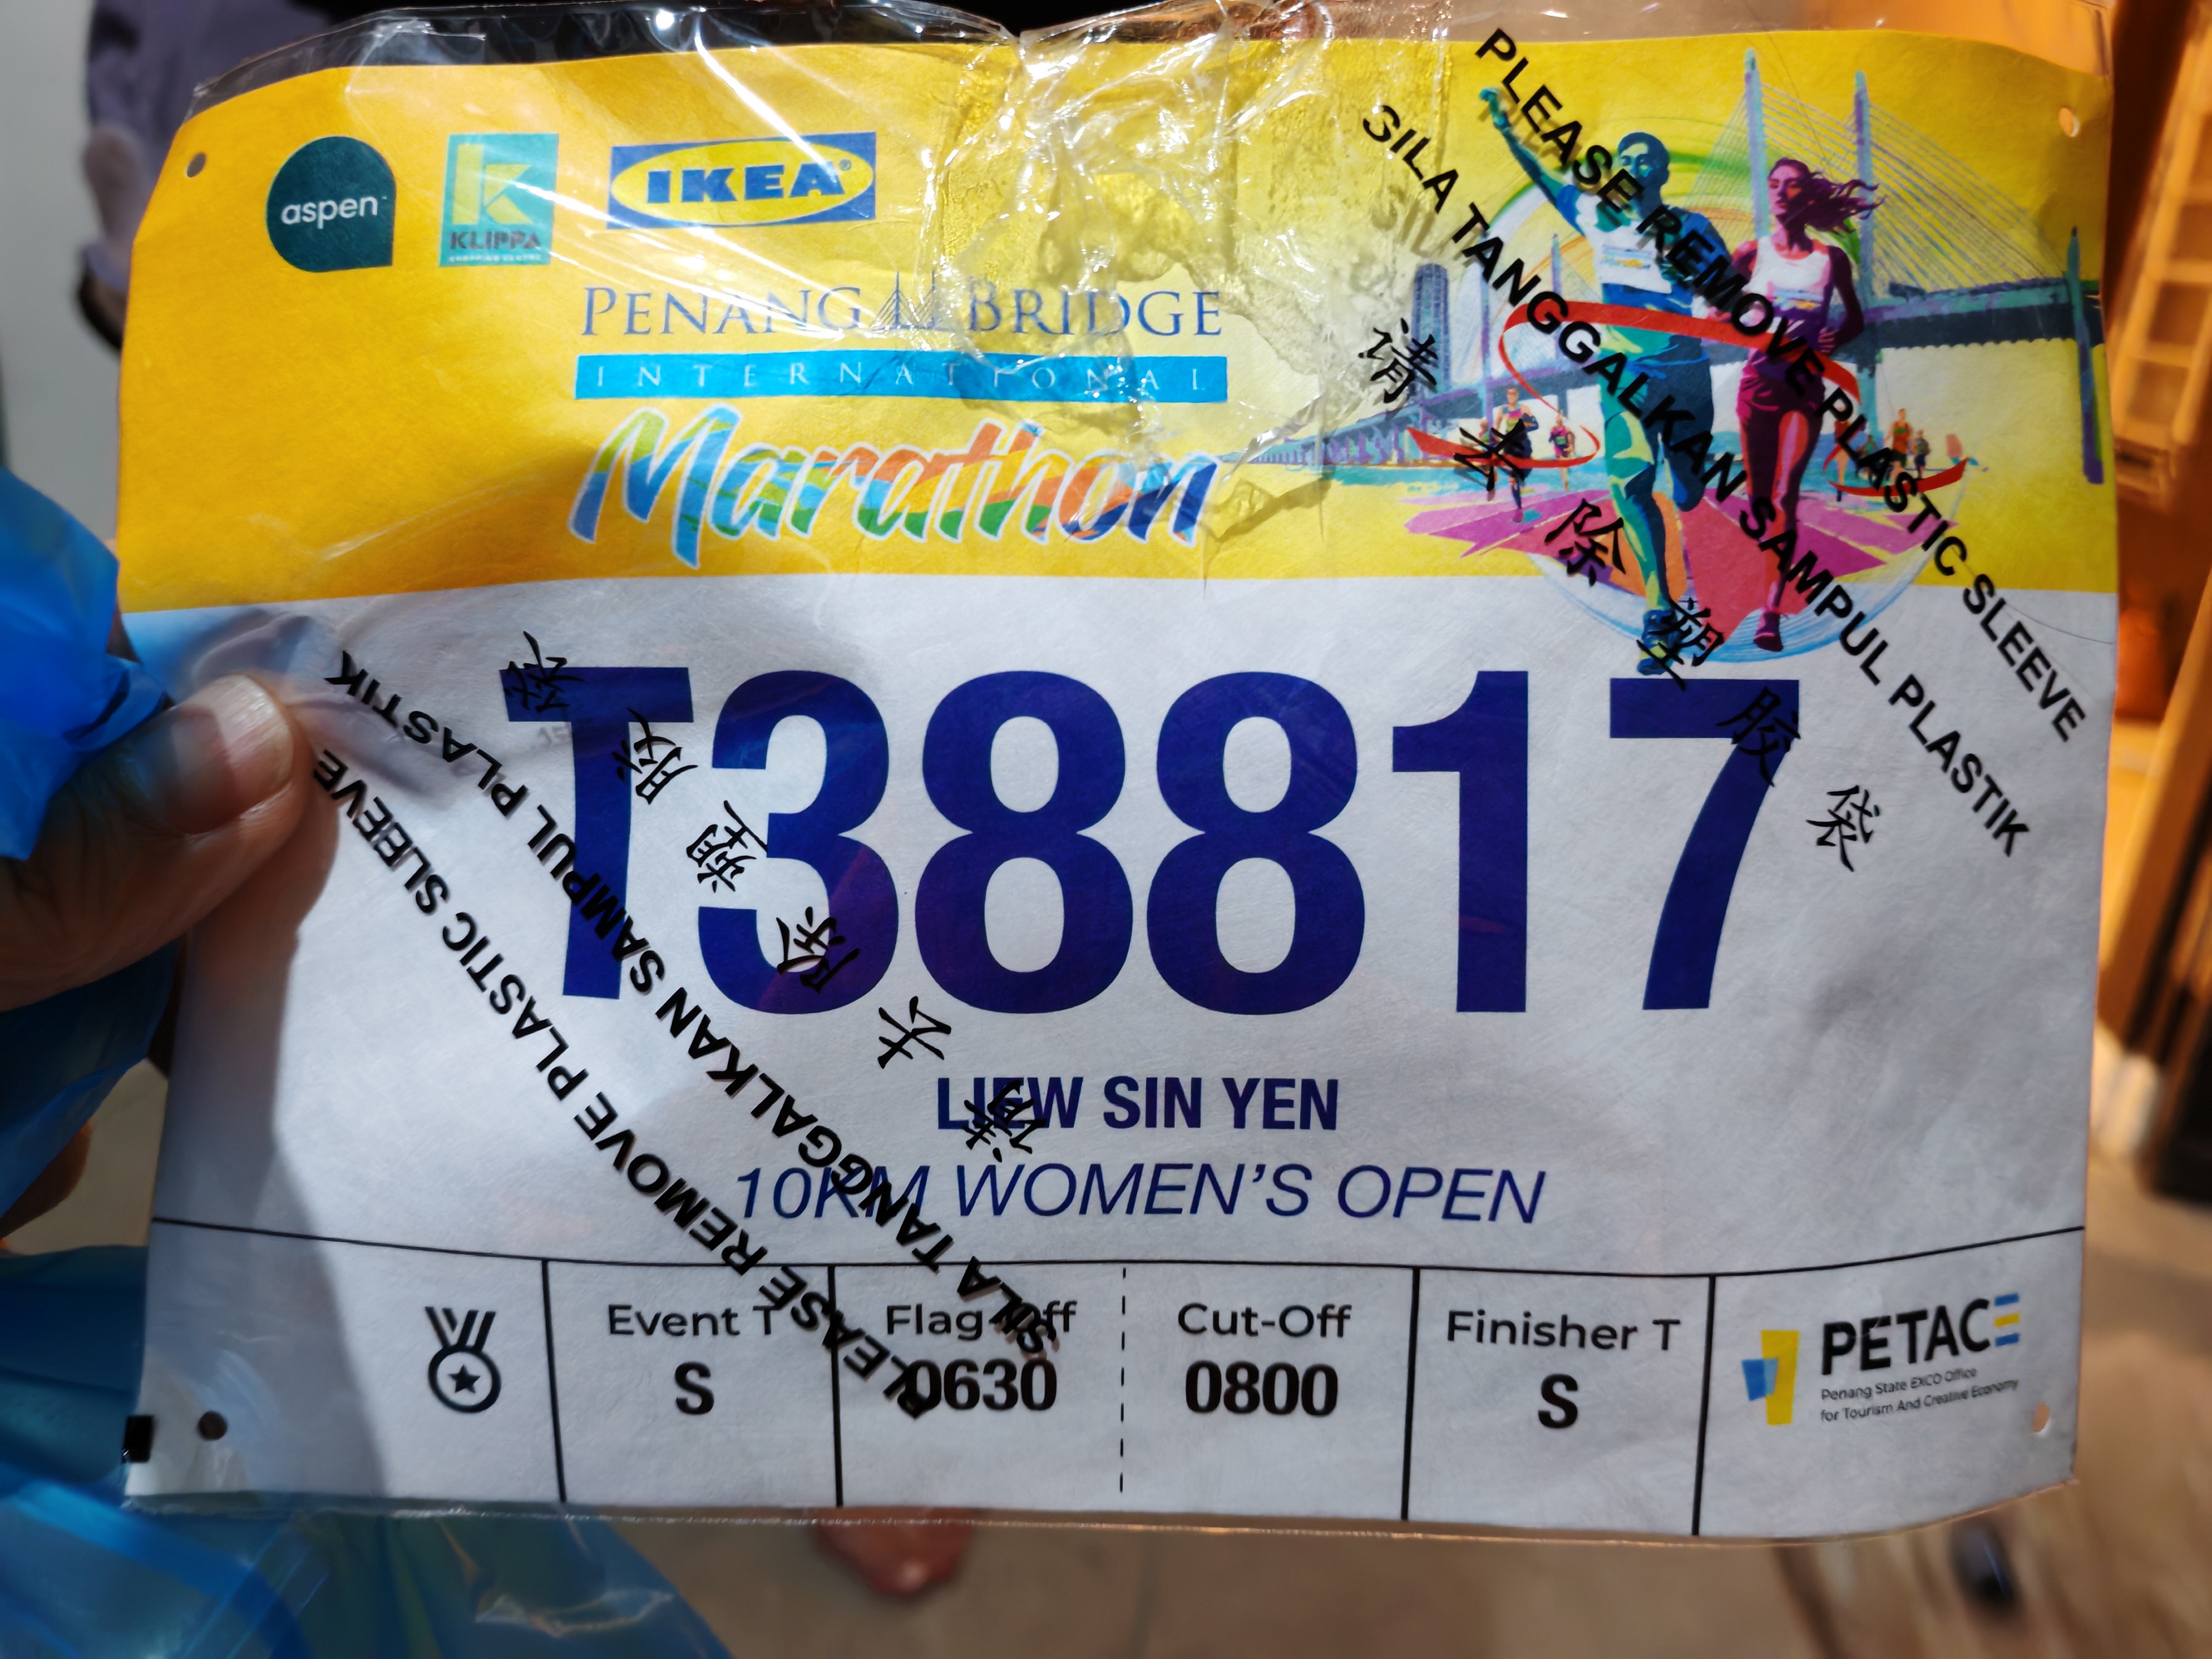 aspen
KLIPPA
SHOPPING CENTRE
IKEA®
PENANG BRIDGE
INTERNATIONAL
Marathon
PLEASE REMOVE PLASTIC SLEEVE
SILA TANGGALKAN SAMPUL PLASTIK
请去除塑胶袋
T38817
请去除塑胶袋
SILA TANGGALKAN SAMPUL PLASTIK
PLEASE REMOVE PLASTIC SLEEVE
LIEW SIN YEN
10KM WOMEN'S OPEN
Event T
S
Flag-Off
0630
Cut-Off
0800
Finisher T
S
PETACE
Penang State EXCO Office
for Tourism And Creative Economy